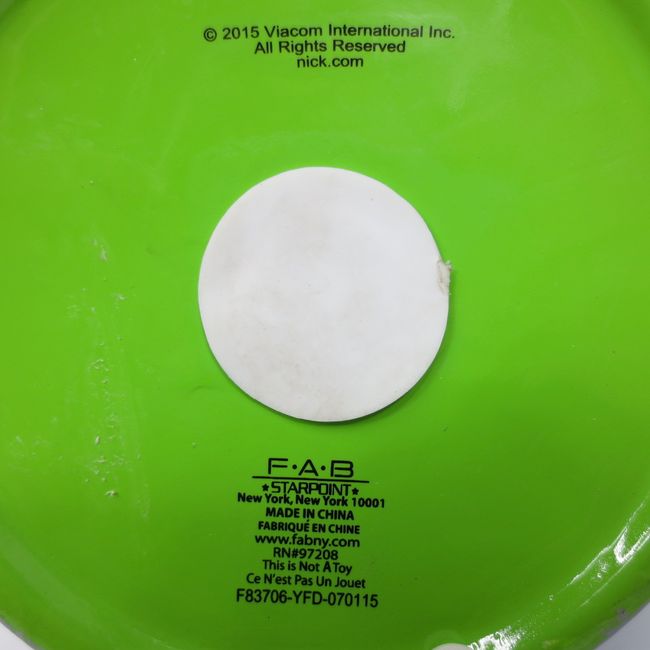 © 2015 Viacom International Inc.
All Rights Reserved
nick.com
F•A•B
★STARPOINT★
New York, New York 10001
MADE IN CHINA
FABRIQUÉ EN CHINE
www.fabny.com
RN#97208
This is Not A Toy
Ce N'est Pas Un Jouet
F83706-YFD-070115